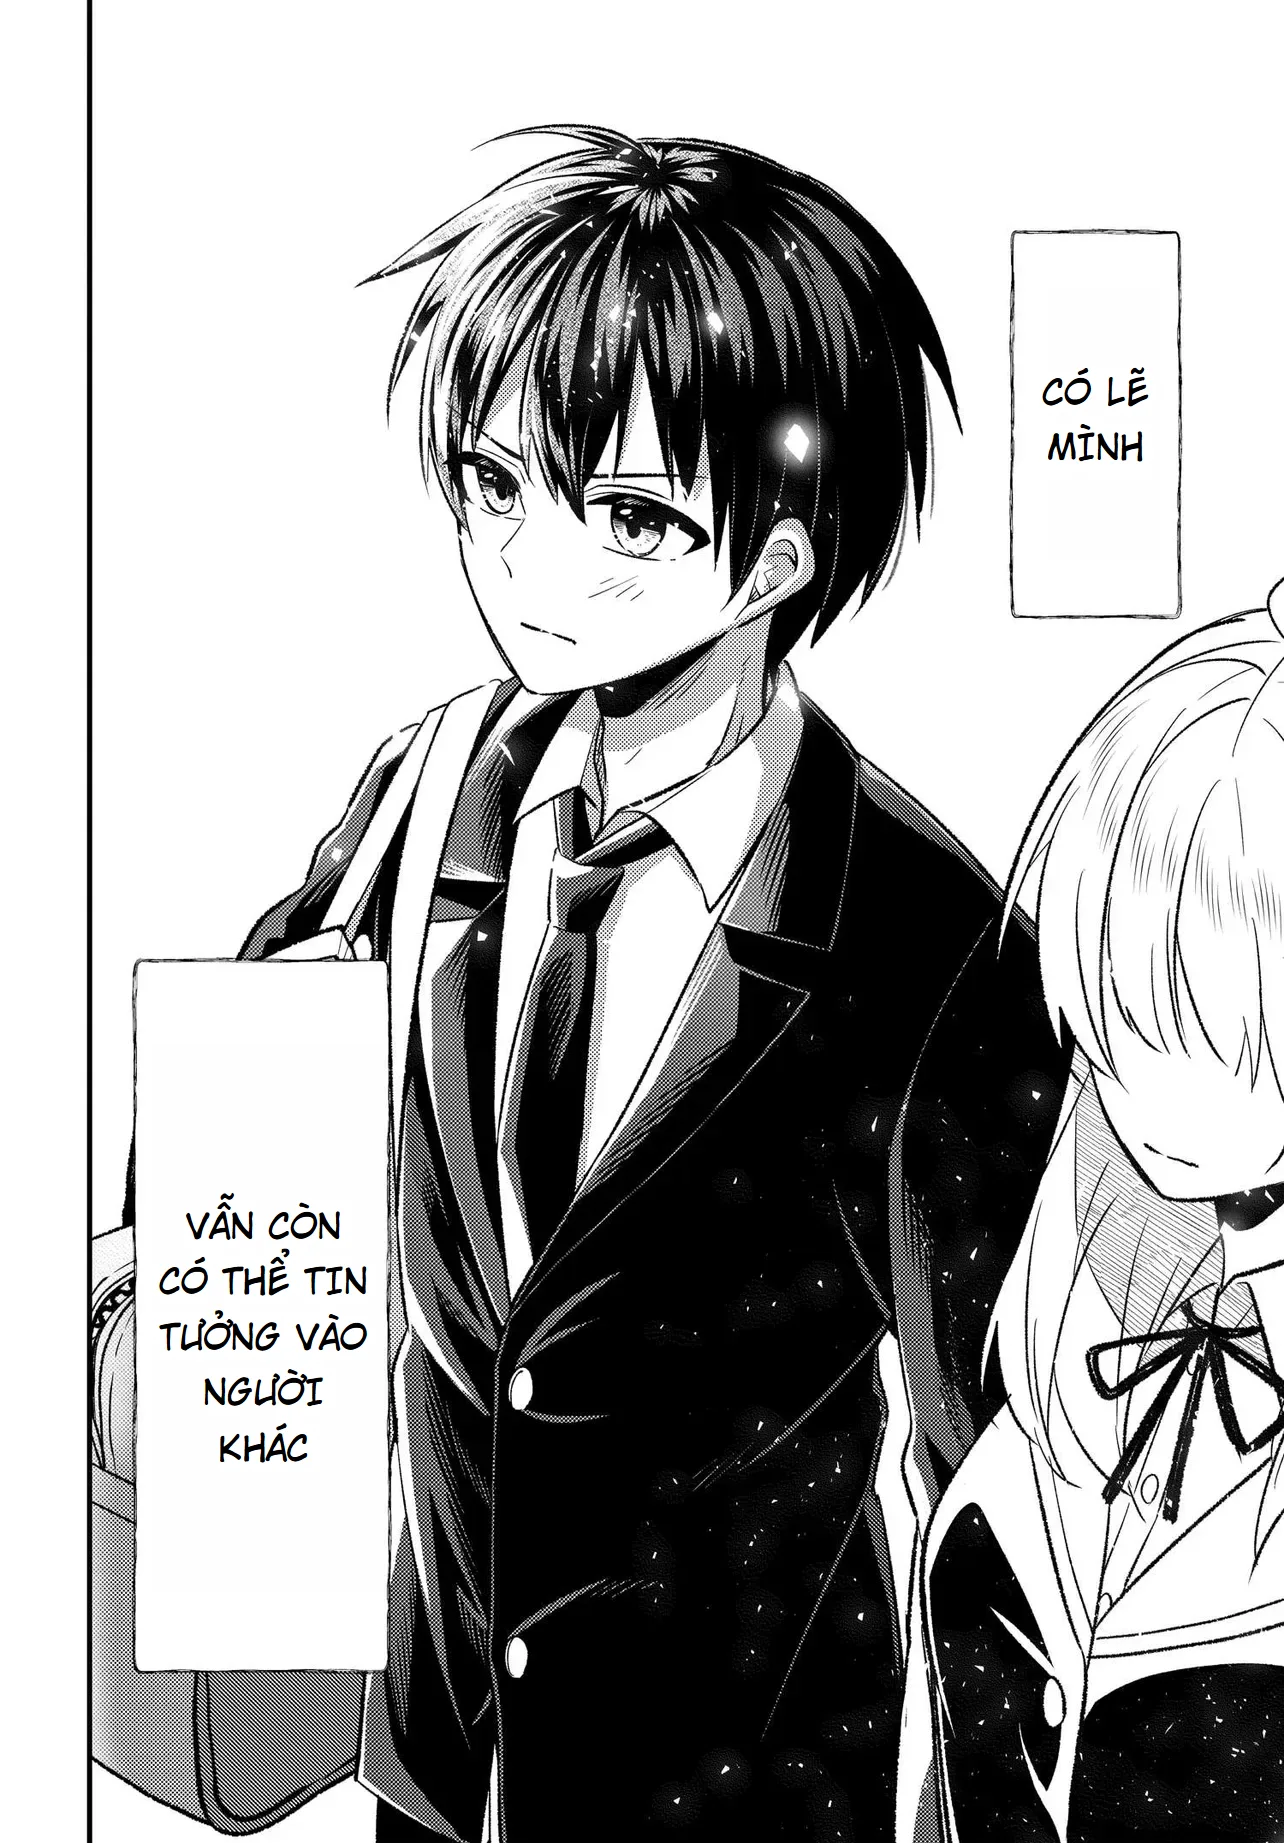 CÓ LẼ
MÌNH
VẪN CÒN
CÓ THỂ TIN
TƯỞNG VÀO
NGƯỜI
KHÁC